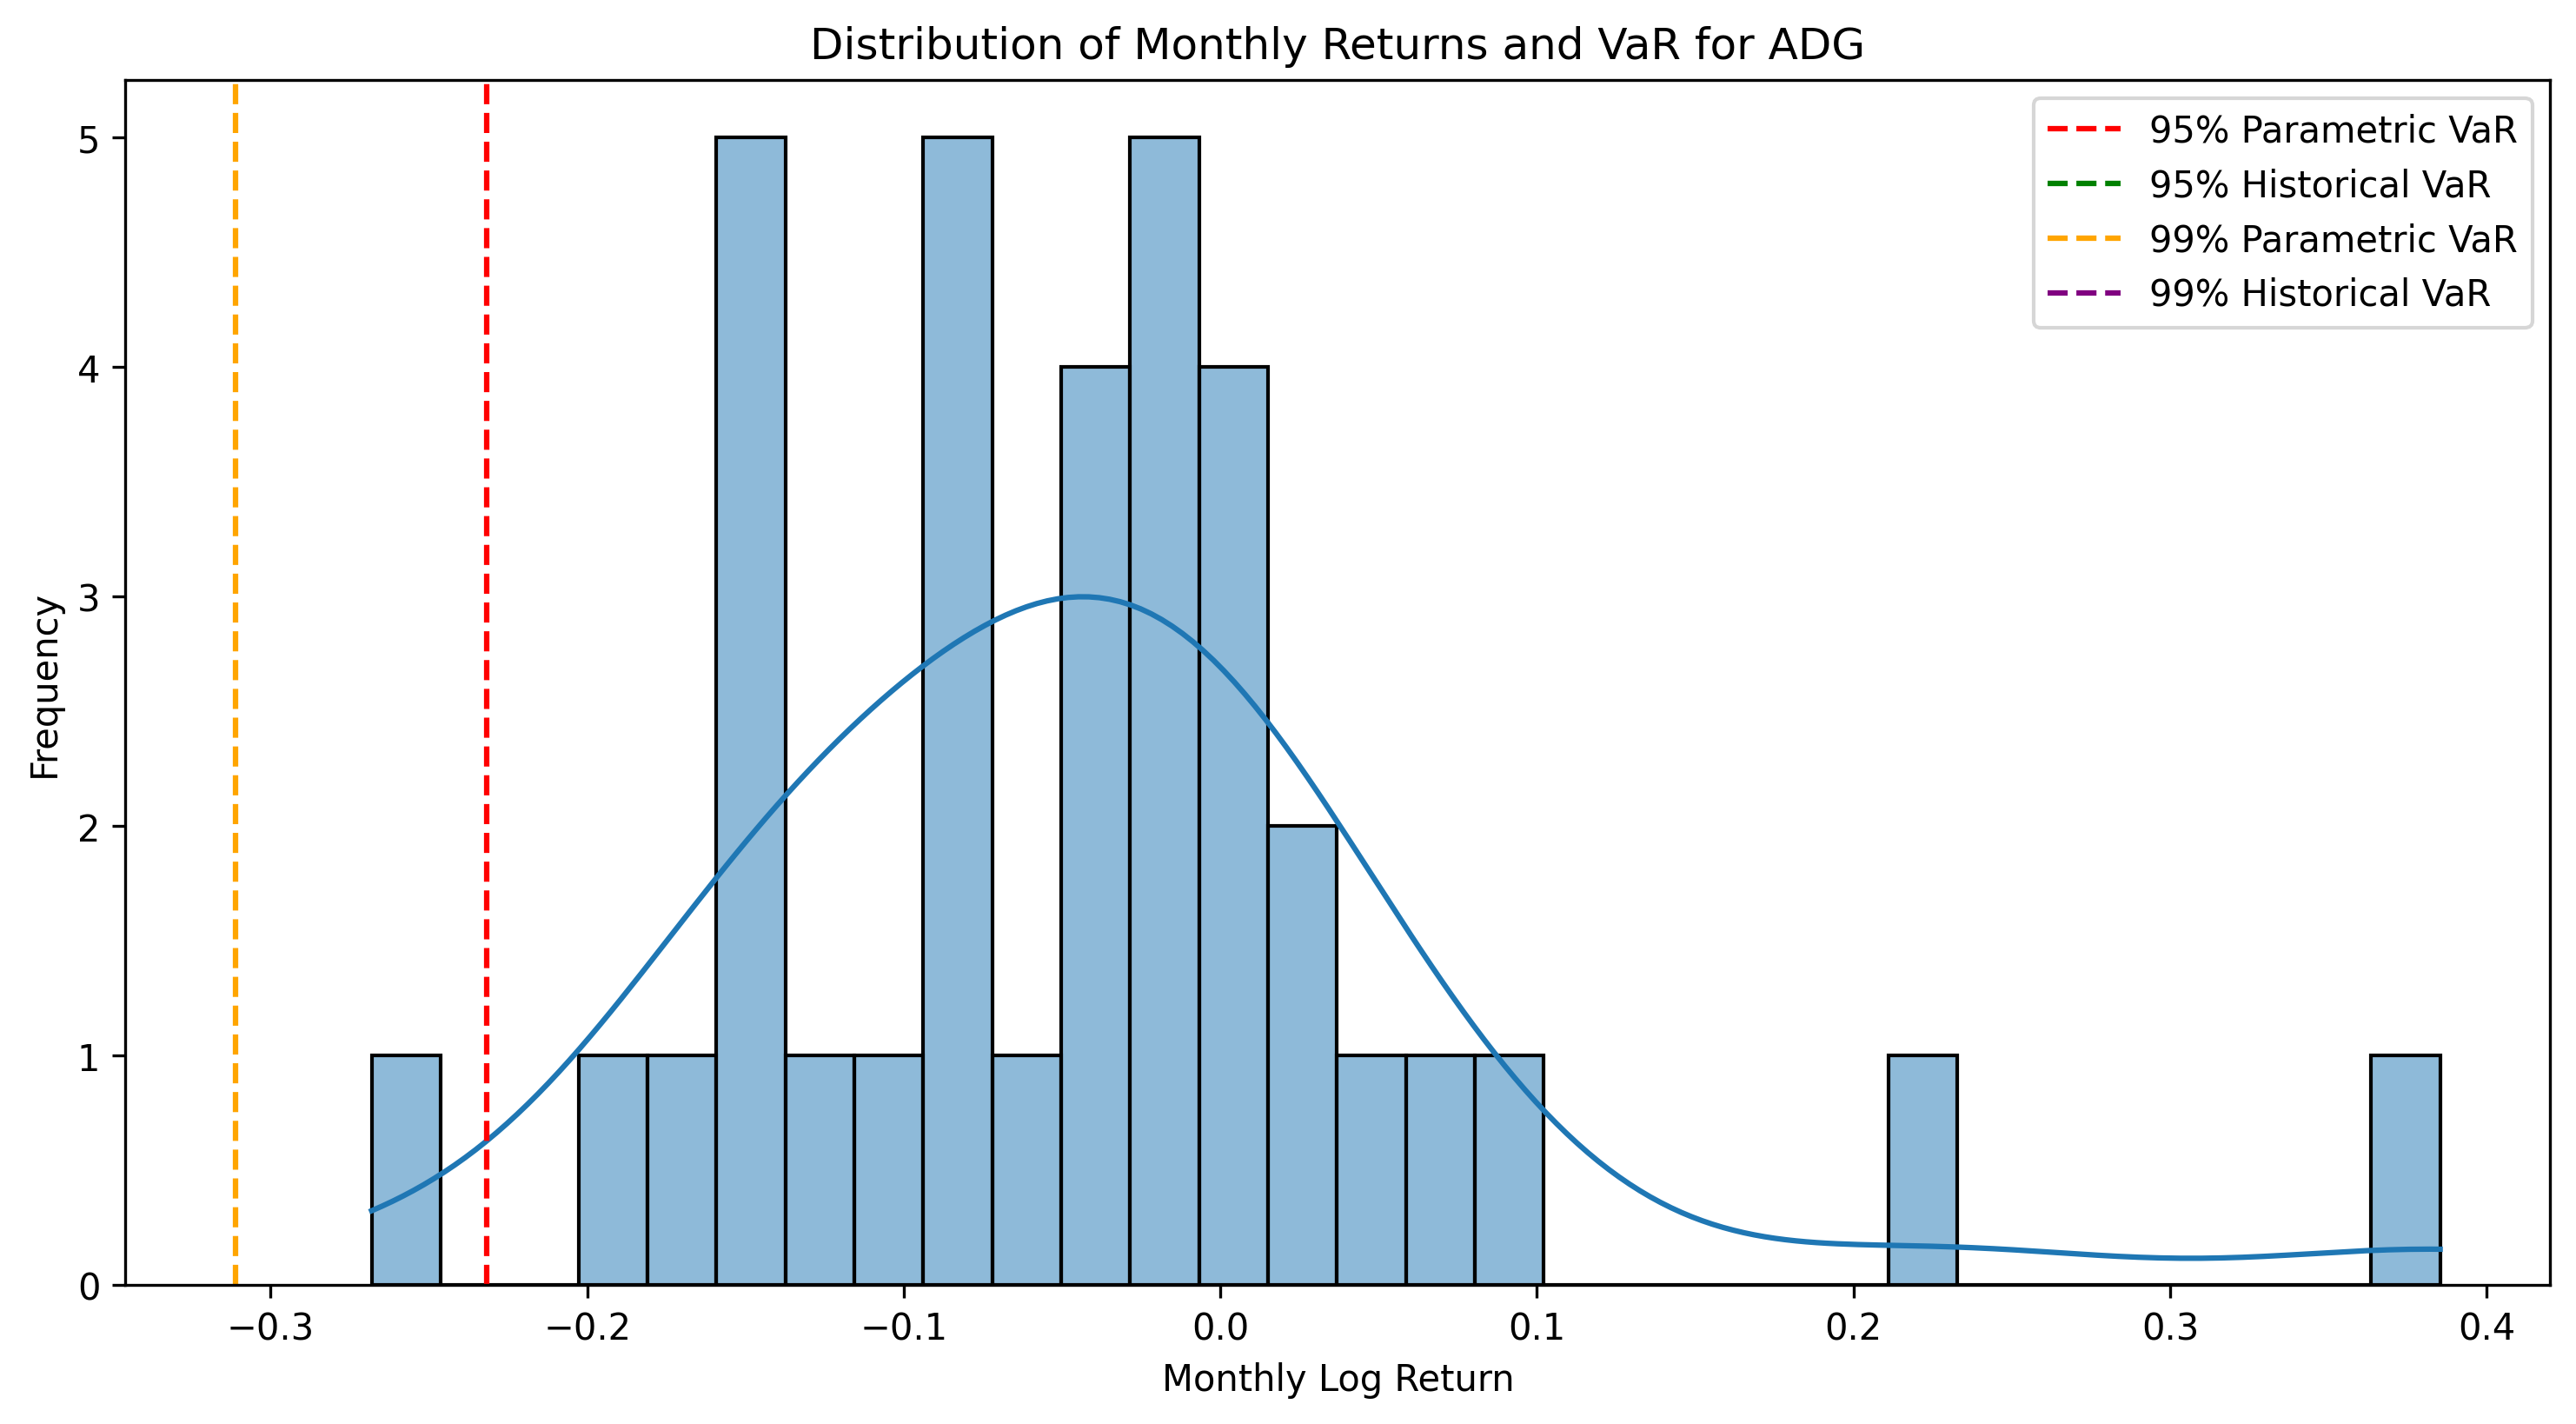 Distribution of Monthly Returns and VaR for ADG
95% Parametric VaR
95% Historical VaR
99% Parametric VaR
99% Historical VaR
5
4
3
2
1
0
Frequency
−0.3
−0.2
−0.1
0.0
0.1
0.2
0.3
0.4
Monthly Log Return